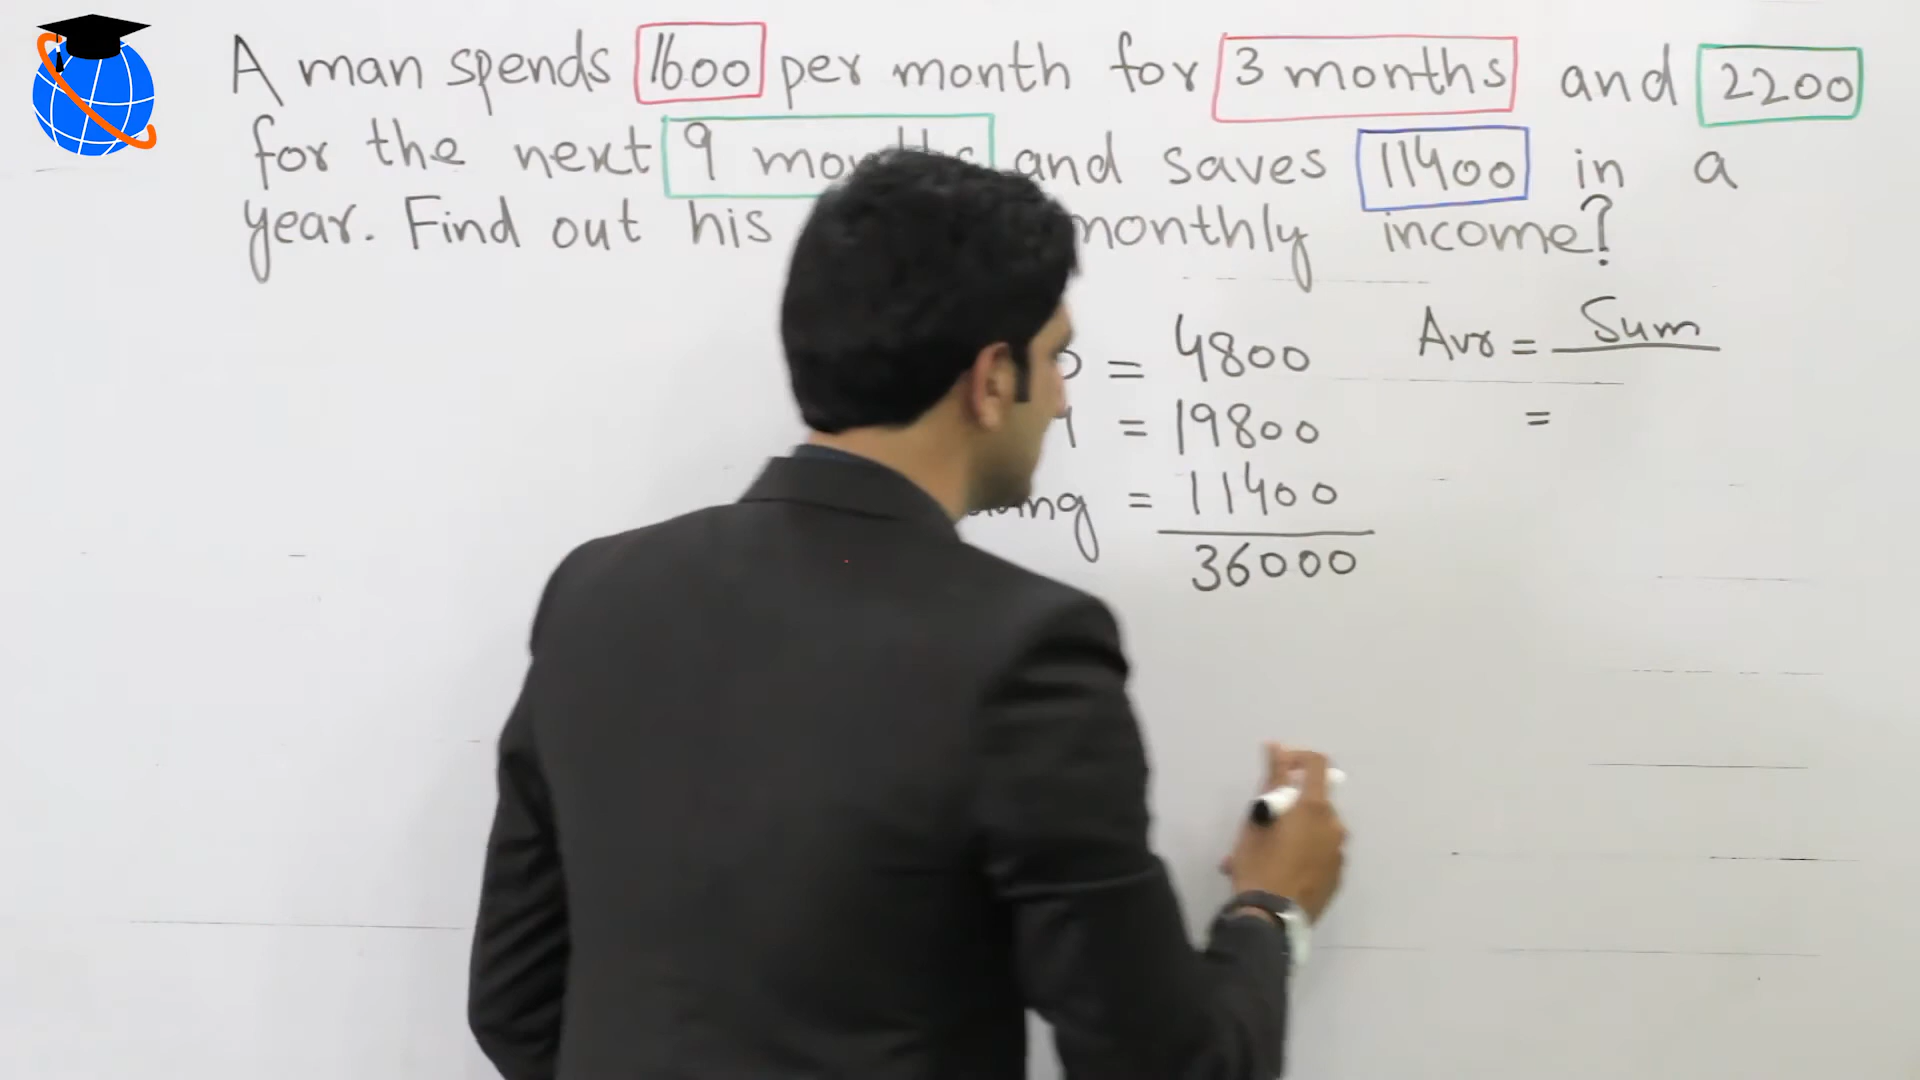 A man spends 1600 per month for 3 months and 2200
for the next 9 and saves 11400 in a
year. Find out his monthly income?
= 4800
= 19800
= 11400
36000
Avr = Sum
=